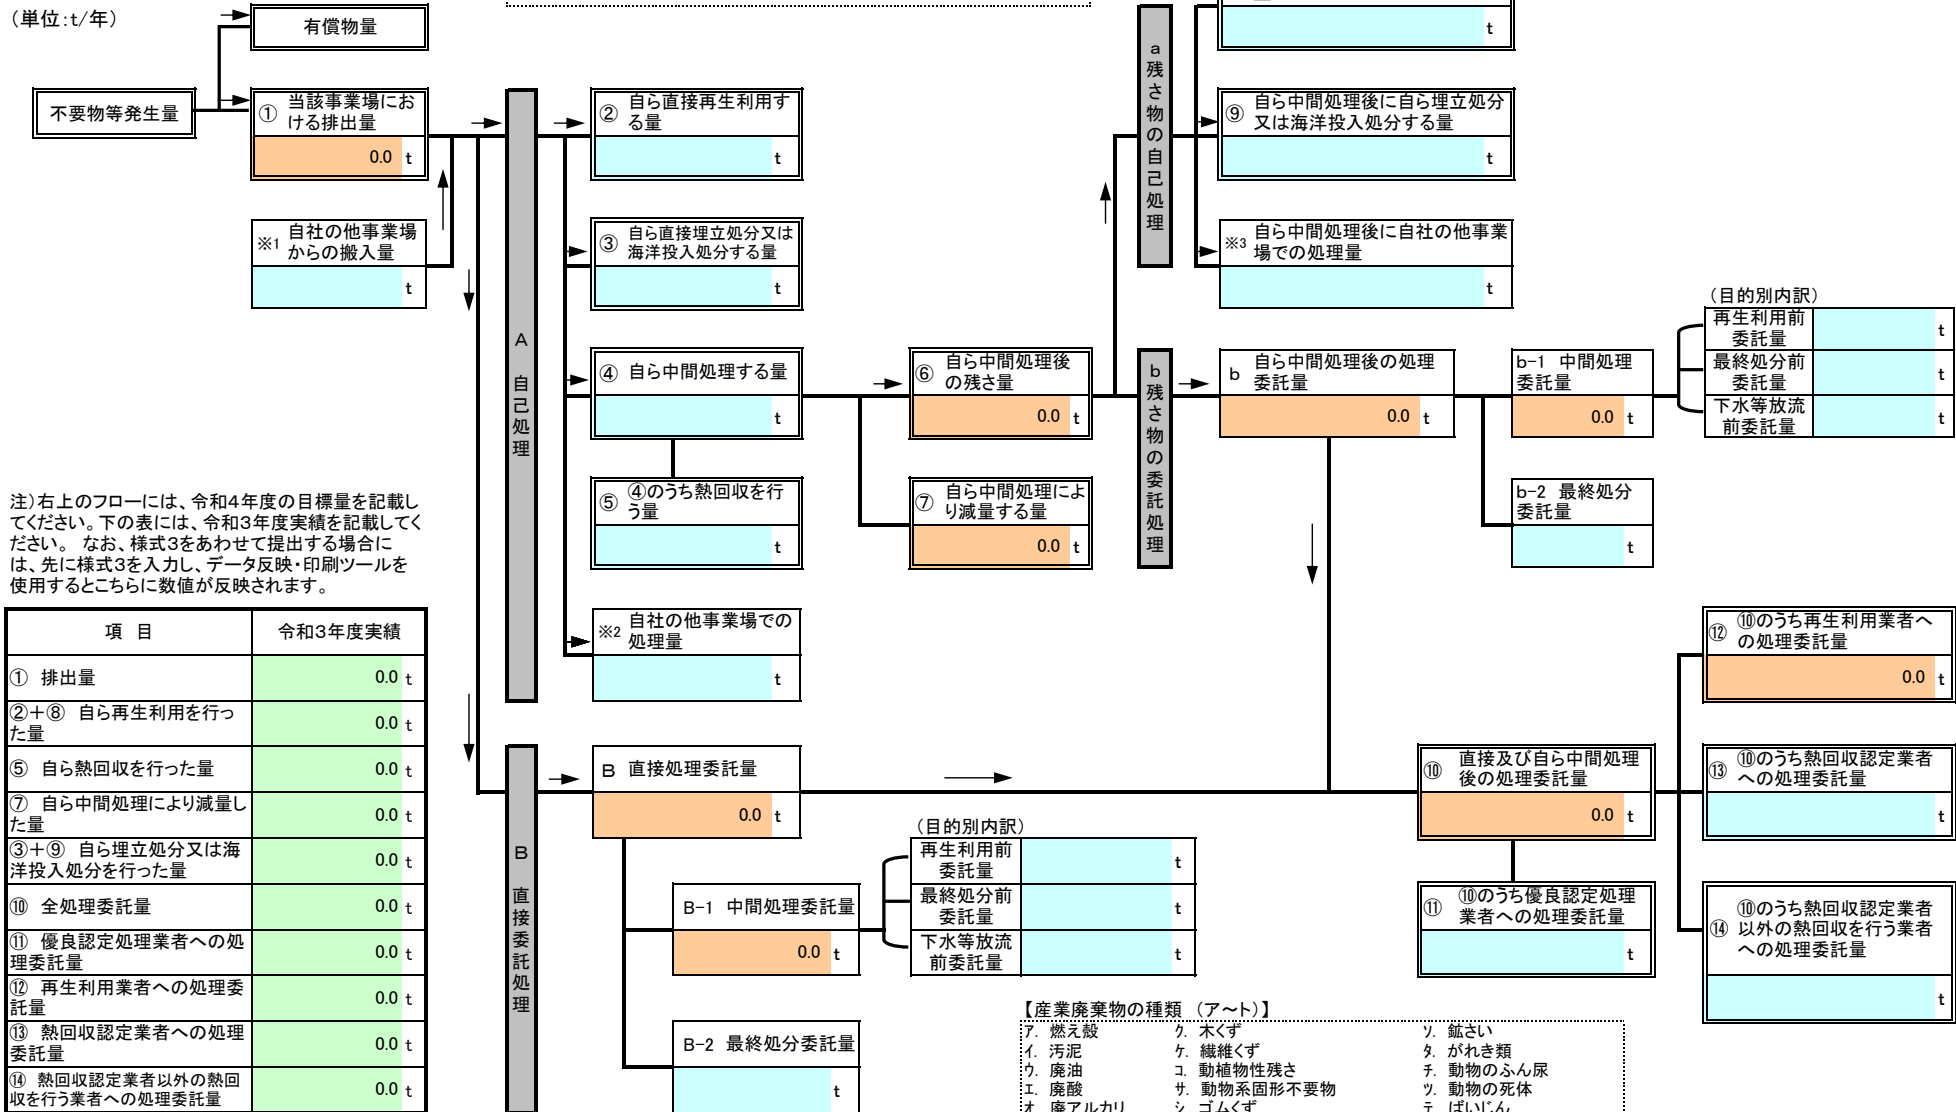 （単位：t/年）
有償物量
不要物等発生量
① 当該事業場にお
ける排出量
0.0 t
※1 自社の他事業場
からの搬入量
t
A 自己処理
② 自ら直接再生利用す
る量
t
③ 自ら直接埋立処分又は
海洋投入処分する量
t
④ 自ら中間処理する量
t
⑤ ④のうち熱回収を行
う量
t
※2 自社の他事業場での
処理量
t
⑥ 自ら中間処理後
の残さ量
0.0 t
⑦ 自ら中間処理によ
り減量する量
0.0 t
a 残さ物の自己処理
t
⑨ 自ら中間処理後に自ら埋立処分
又は海洋投入処分する量
t
※3 自ら中間処理後に自社の他事業
場での処理量
t
b 残さ物の委託処理
b 自ら中間処理後の処理
委託量
0.0 t
b-1 中間処理
委託量
0.0 t
b-2 最終処分
委託量
t
（目的別内訳）
再生利用前
委託量
t
最終処分前
委託量
t
下水等放流
前委託量
t
注）右上のフローには、令和４年度の目標量を記載し
てください。下の表には、令和３年度実績を記載してく
ださい。 なお、様式３をあわせて提出する場合に
は、先に様式３を入力し、データ反映・印刷ツールを
使用するとこちらに数値が反映されます。
項 目 令和３年度実績
① 排出量 0.0 t
②＋⑧ 自ら再生利用を行っ
た量 0.0 t
⑤ 自ら熱回収を行った量 0.0 t
⑦ 自ら中間処理により減量し
た量 0.0 t
③＋⑨ 自ら埋立処分又は海
洋投入処分を行った量 0.0 t
⑩ 全処理委託量 0.0 t
⑪ 優良認定処理業者への処
理委託量 0.0 t
⑫ 再生利用業者への処理委
託量 0.0 t
⑬ 熱回収認定業者への処理
委託量 0.0 t
⑭ 熱回収認定業者以外の熱回
収を行う業者への処理委託量 0.0 t
B 直接委託処理
B 直接処理委託量
0.0 t
B-1 中間処理委託量
0.0 t
B-2 最終処分委託量
t
（目的別内訳）
再生利用前
委託量
t
最終処分前
委託量
t
下水等放流
前委託量
t
⑩ 直接及び自ら中間処理
後の処理委託量
0.0 t
⑪ ⑩のうち優良認定処理
業者への処理委託量
t
⑫ ⑩のうち再生利用業者へ
の処理委託量
0.0 t
⑬ ⑩のうち熱回収認定業者
への処理委託量
t
⑭ ⑩のうち熱回収認定業者
以外の熱回収を行う業者
への処理委託量
t
【産業廃棄物の種類 （ア～ト）】
ア. 燃え殻 ク. 木くず ソ. 鉱さい
イ. 汚泥 ケ. 繊維くず タ. がれき類
ウ. 廃油 コ. 動植物性残さ チ. 動物のふん尿
エ. 廃酸 サ. 動物系固形不要物 ツ. 動物の死体
オ. 廃アルカリ シ. ゴムくず テ. ばいじん